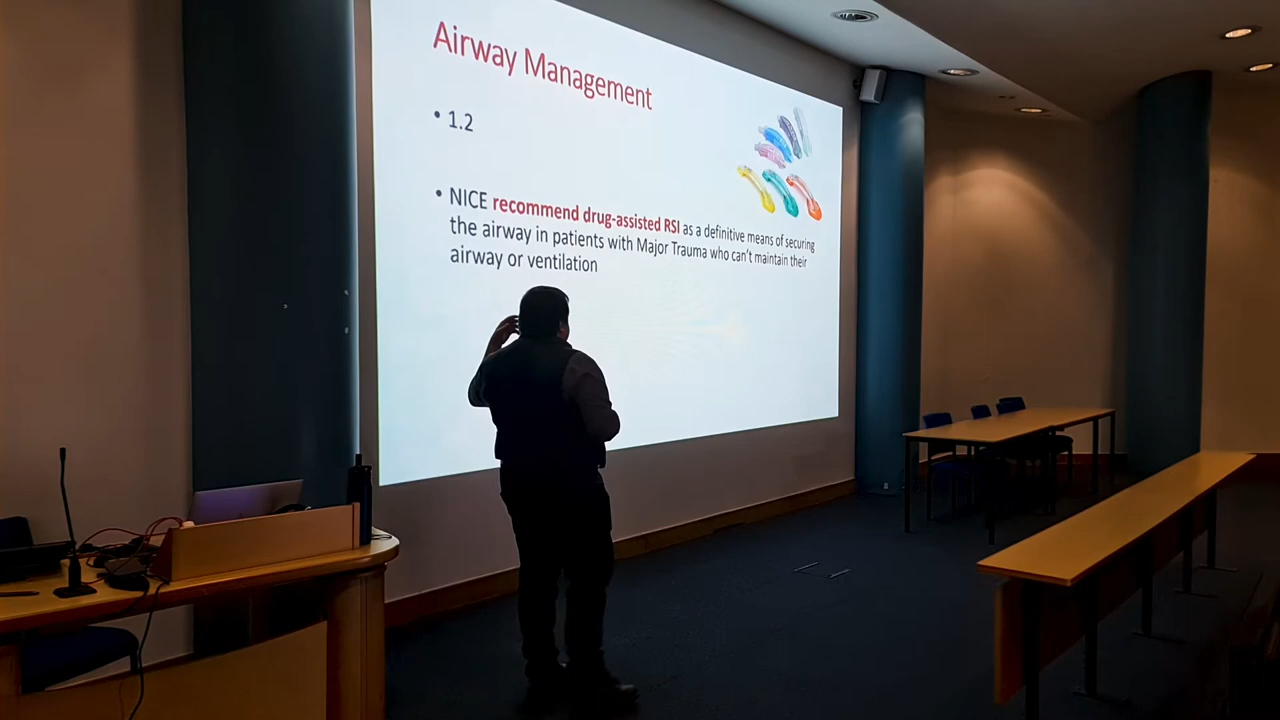 Airway Management
• 1.2
• NICE recommend drug-assisted RSI as a definitive means of securing
the airway in patients with Major Trauma who can't maintain their
airway or ventilation